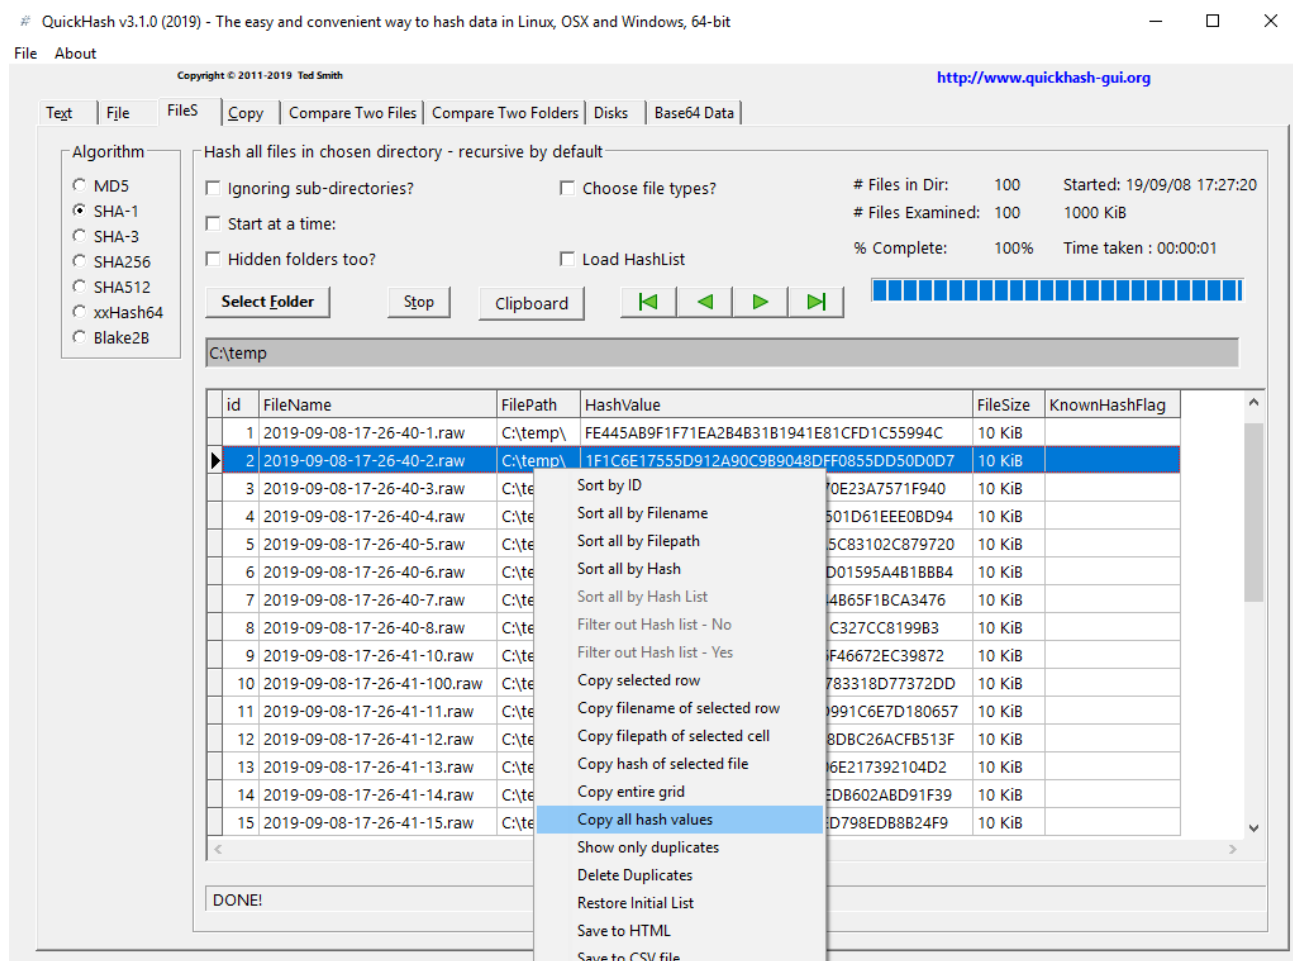 # QuickHash v3.1.0 (2019) - The easy and convenient way to hash data in Linux, OSX and Windows, 64-bit
File About
Copyright © 2011-2019 Ted Smith
http://www.quickhash-gui.org
Text File FileS Copy Compare Two Files Compare Two Folders Disks Base64 Data
Algorithm
MD5
SHA-1
SHA-3
SHA256
SHA512
xxHash64
Blake2B
Hash all files in chosen directory - recursive by default
Ignoring sub-directories? Choose file types?
Start at a time:
Hidden folders too? Load HashList
# Files in Dir: 100 Started: 19/09/08 17:27:20
# Files Examined: 100 1000 KiB
% Complete: 100% Time taken : 00:00:01
Select Folder Stop Clipboard
C:\temp
id FileName FilePath HashValue FileSize KnownHashFlag
1 2019-09-08-17-26-40-1.raw C:\temp\ FE445AB9F1F71EA2B4B31B1941E81CFD1C55994C 10 KiB
2 2019-09-08-17-26-40-2.raw C:\temp\ 1F1C6E17555D912A90C9B9048DFF0855DD50D0D7 10 KiB
3 2019-09-08-17-26-40-3.raw C:\te 70E23A7571F940 10 KiB
4 2019-09-08-17-26-40-4.raw C:\te 501D61EEE0BD94 10 KiB
5 2019-09-08-17-26-40-5.raw C:\te 5C83102C879720 10 KiB
6 2019-09-08-17-26-40-6.raw C:\te D01595A4B1BBB4 10 KiB
7 2019-09-08-17-26-40-7.raw C:\te 4B65F1BCA3476 10 KiB
8 2019-09-08-17-26-40-8.raw C:\te C327CC8199B3 10 KiB
9 2019-09-08-17-26-41-10.raw C:\te F46672EC39872 10 KiB
10 2019-09-08-17-26-41-100.raw C:\te 783318D77372DD 10 KiB
11 2019-09-08-17-26-41-11.raw C:\te 991C6E7D180657 10 KiB
12 2019-09-08-17-26-41-12.raw C:\te 8DBC26ACFB513F 10 KiB
13 2019-09-08-17-26-41-13.raw C:\te 6E217392104D2 10 KiB
14 2019-09-08-17-26-41-14.raw C:\te EDB602ABD91F39 10 KiB
15 2019-09-08-17-26-41-15.raw C:\te D798EDB8B24F9 10 KiB
Sort by ID
Sort all by Filename
Sort all by Filepath
Sort all by Hash
Sort all by Hash List
Filter out Hash list - No
Filter out Hash list - Yes
Copy selected row
Copy filename of selected row
Copy filepath of selected cell
Copy hash of selected file
Copy entire grid
Copy all hash values
Show only duplicates
Delete Duplicates
Restore Initial List
Save to HTML
Save to CSV file
DONE!